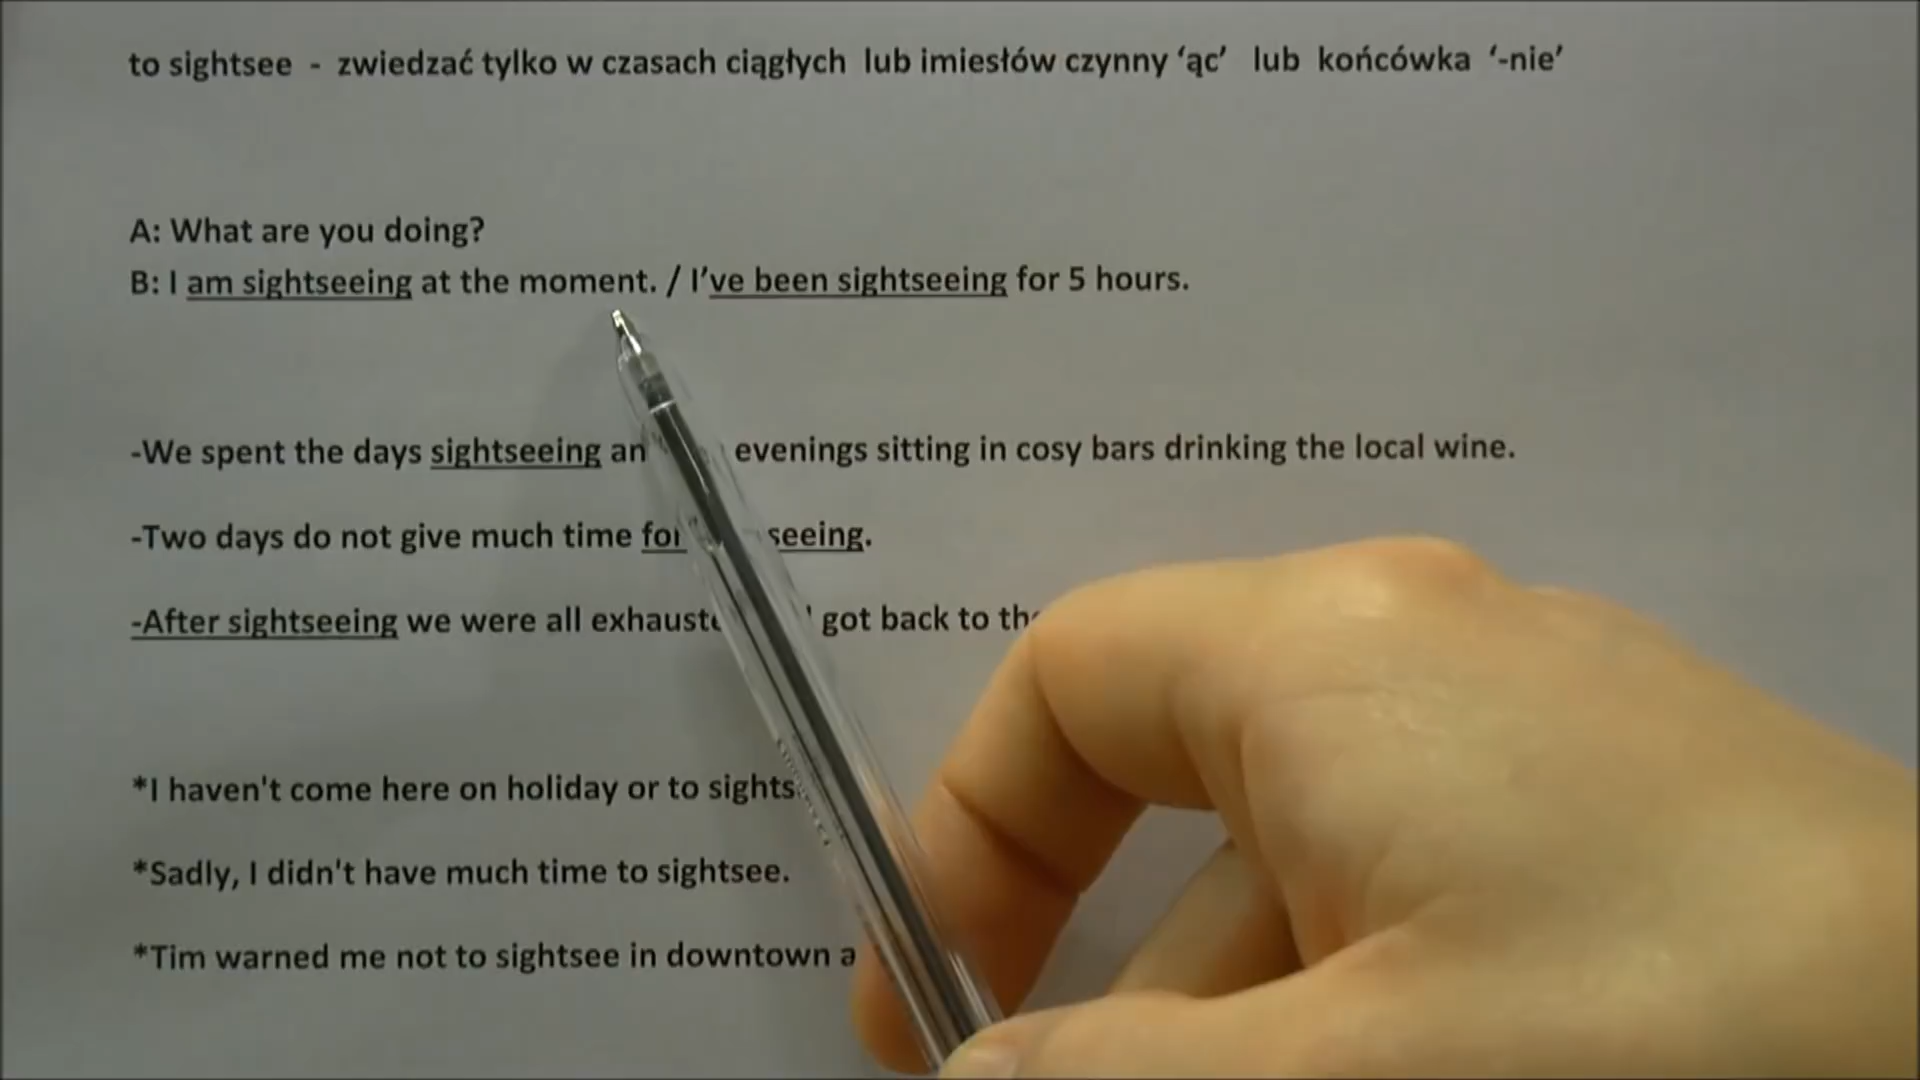 to sightsee - zwiedzać tylko w czasach ciągłych lub imiesłów czynny ‘ąc’ lub końcówka ‘-nie’
A: What are you doing?
B: I am sightseeing at the moment. / I’ve been sightseeing for 5 hours.
-We spent the days sightseeing evenings sitting in cosy bars drinking the local wine.
-Two days do not give much time seeing.
-After sightseeing we were all got back to
*I haven't come here on holiday or to
*Sadly, I didn't have much time to sightsee.
*Tim warned me not to sightsee in downtown